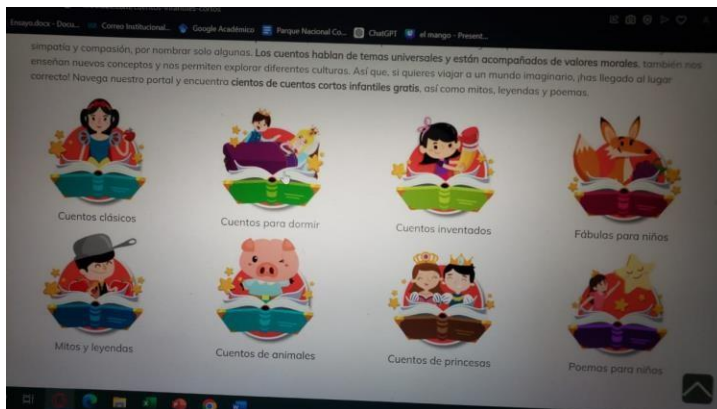 Ensayo.docx - Docu...
Correo Institucional...
Google Académico
Parque Nacional Co...
ChatGPT
el mango - Present...
simpatía y compasión, por nombrar solo algunas. Los cuentos hablan de temas universales y están acompañados de valores morales, también nos
enseñan nuevos conceptos y nos permiten explorar diferentes culturas. Así que, si quieres viajar a un mundo imaginario, ¡has llegado al lugar
correcto! Navega nuestro portal y encuentra cientos de cuentos cortos infantiles gratis, así como mitos, leyendas y poemas.
Cuentos clásicos
Cuentos para dormir
Cuentos inventados
Fábulas para niños
Mitos y leyendas
Cuentos de animales
Cuentos de princesas
Poemas para niños